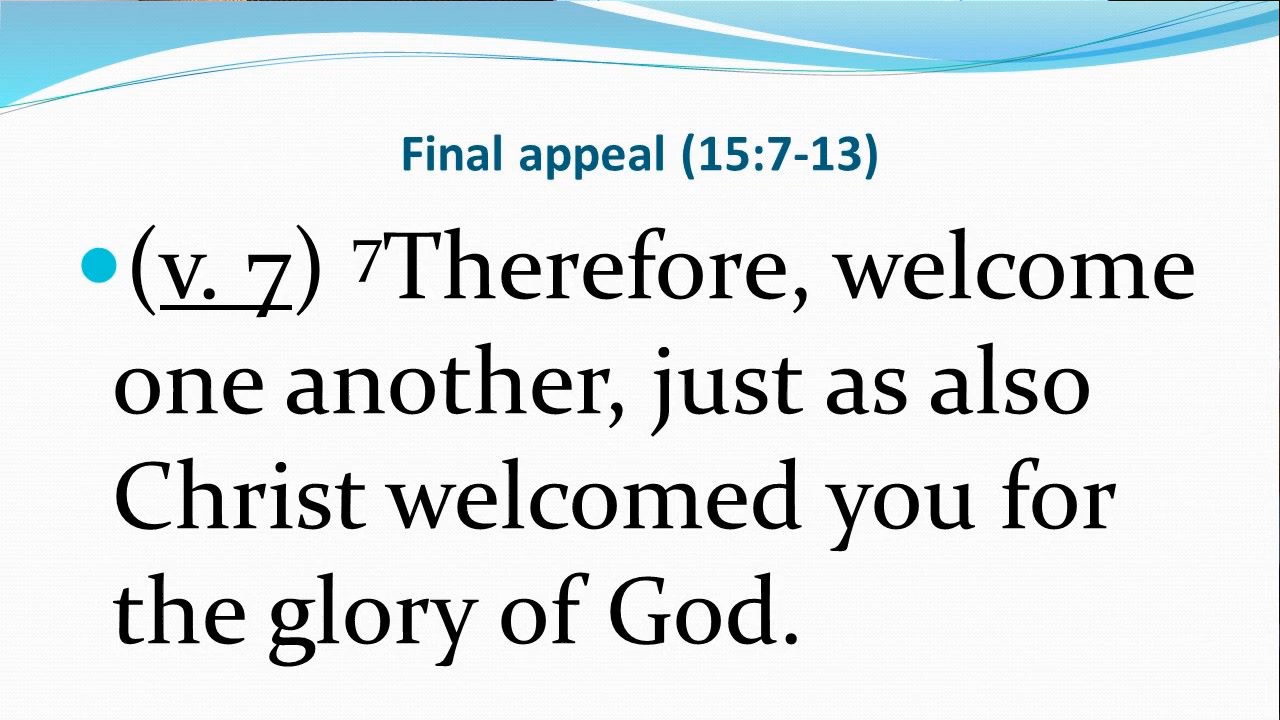 Final appeal (15:7-13)
•(v. 7) ⁷Therefore, welcome
one another, just as also
Christ welcomed you for
the glory of God.